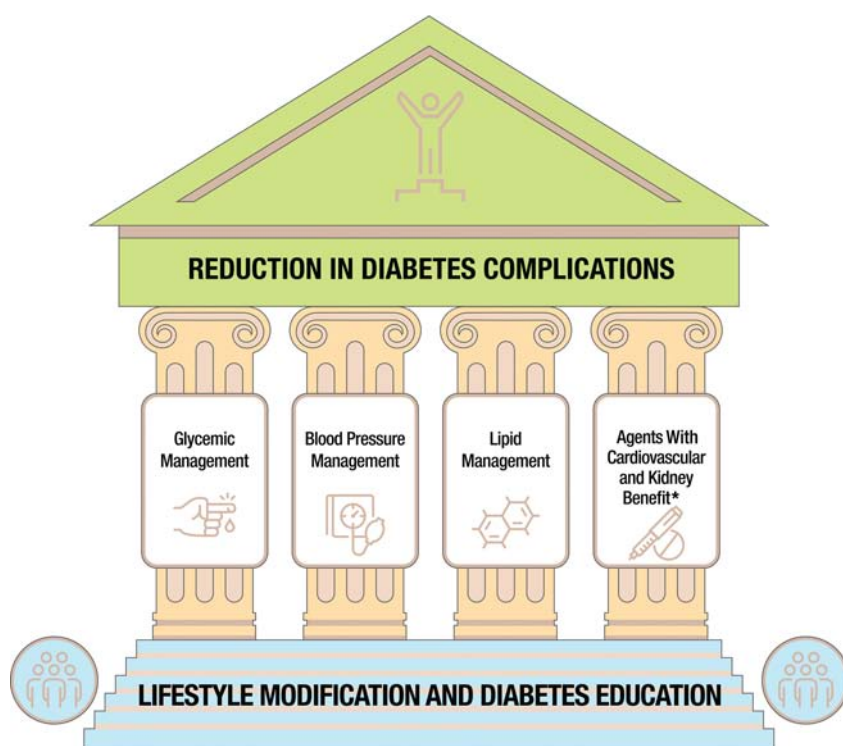 REDUCTION IN DIABETES COMPLICATIONS
Glycemic
Management
Blood Pressure
Management
Lipid
Management
Agents With
Cardiovascular
and Kidney
Benefit*
LIFESTYLE MODIFICATION AND DIABETES EDUCATION